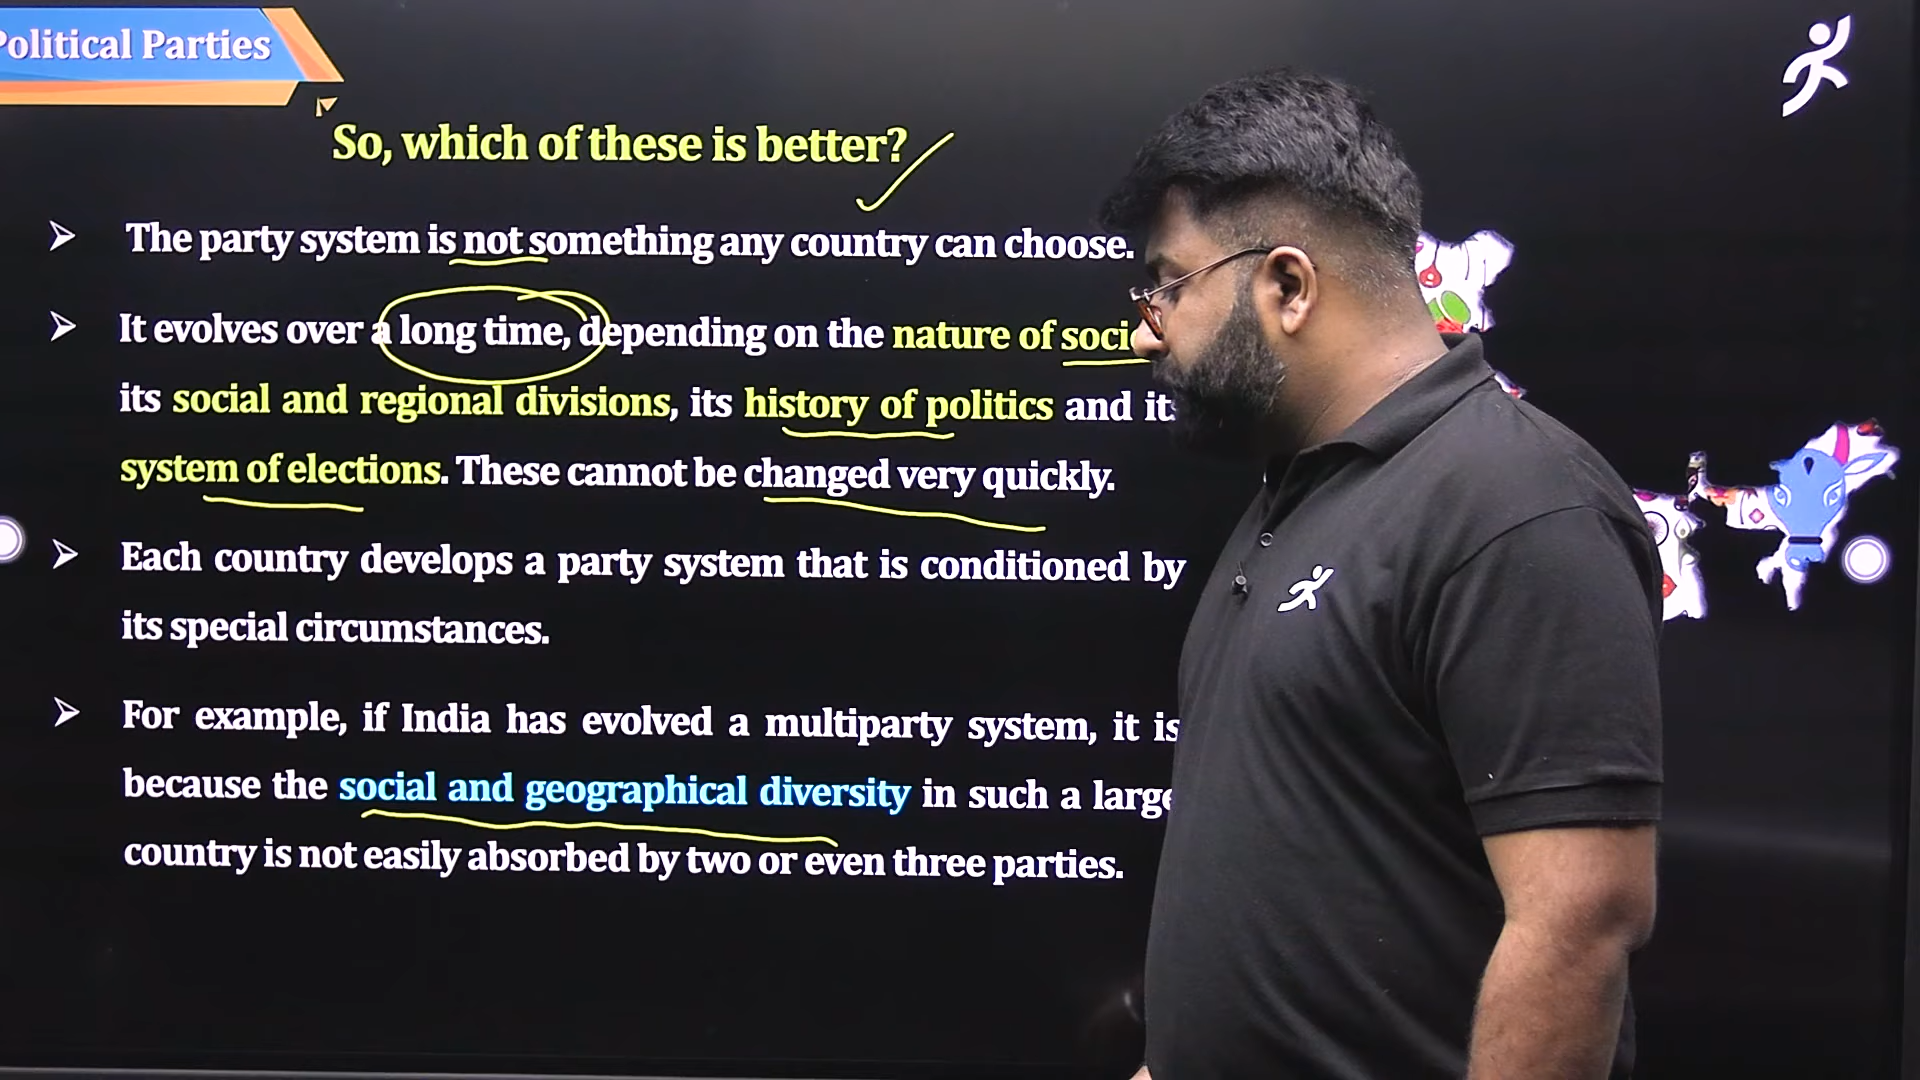 Political Parties
So, which of these is better?
The party system is not something any country can choose.
It evolves over a long time, depending on the nature of
its social and regional divisions, its history of politics and its
system of elections. These cannot be changed very quickly.
Each country develops a party system that is conditioned by
its special circumstances.
For example, if India has evolved a multiparty system, it is
because the social and geographical diversity in such a large
country is not easily absorbed by two or even three parties.